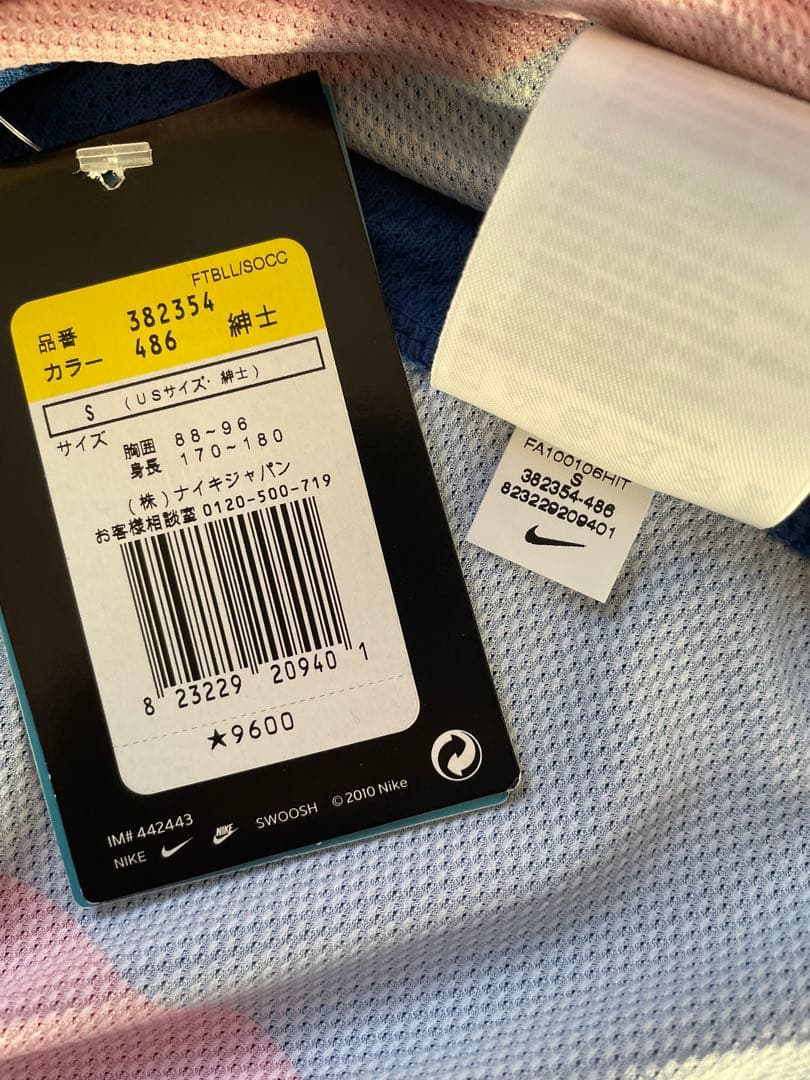 FTBLL/SOCC
品番 382354 紳士
カラー 486
S (USサイズ・紳士)
サイズ 胸囲 88~96
身長 170~180
(株)ナイキジャパン
お客様相談室 0120-500-719
8 23229 20940 1
★9600
IM# 442443
NIKE NIKE SWOOSH © 2010 Nike
FA100106HIT
S
382354-486
823229209401